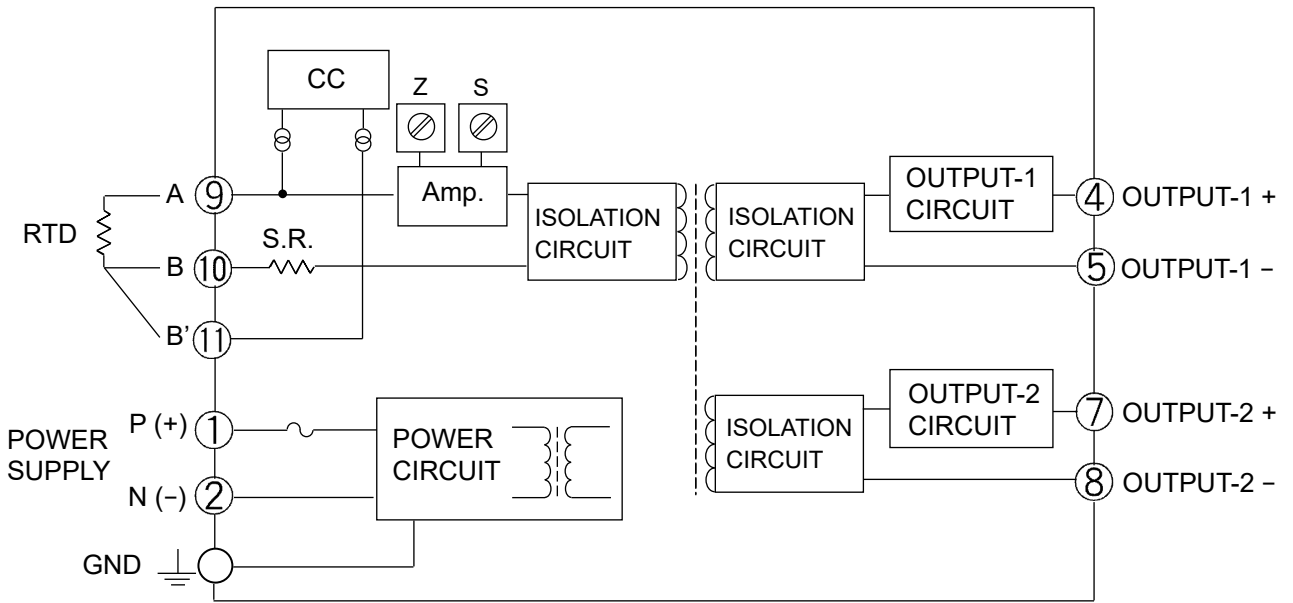 CC
Z
S
A
9
Amp.
ISOLATION
CIRCUIT
ISOLATION
CIRCUIT
OUTPUT-1
CIRCUIT
4
OUTPUT-1 +
RTD
S.R.
B
10
5
OUTPUT-1 −
B’
11
P (+)
1
POWER
SUPPLY
POWER
CIRCUIT
N (−)
2
GND
ISOLATION
CIRCUIT
OUTPUT-2
CIRCUIT
7
OUTPUT-2 +
8
OUTPUT-2 −